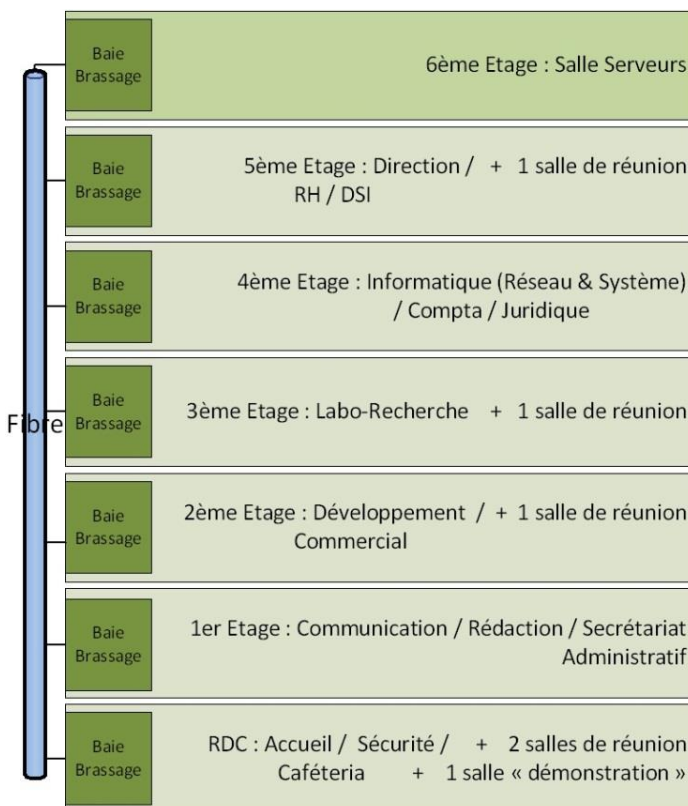 Baie
Brassage
6ème Etage : Salle Serveurs
Baie
Brassage
5ème Etage : Direction / + 1 salle de réunion
RH / DSI
Baie
Brassage
4ème Etage : Informatique (Réseau & Système)
/ Compta / Juridique
Fibre
Baie
Brassage
3ème Etage : Labo-Recherche + 1 salle de réunion
Baie
Brassage
2ème Etage : Développement / + 1 salle de réunion
Commercial
Baie
Brassage
1er Etage : Communication / Rédaction / Secrétariat
Administratif
Baie
Brassage
RDC : Accueil / Sécurité / + 2 salles de réunion
Caféteria + 1 salle « démonstration »